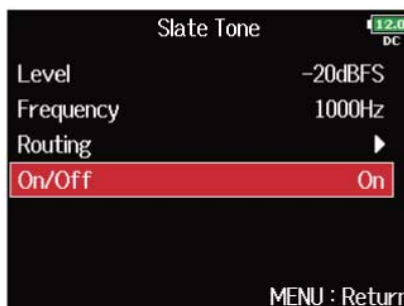 Slate Tone
12.0
DC
Level -20dBFS
Frequency 1000Hz
Routing
On/Off On
MENU : Return